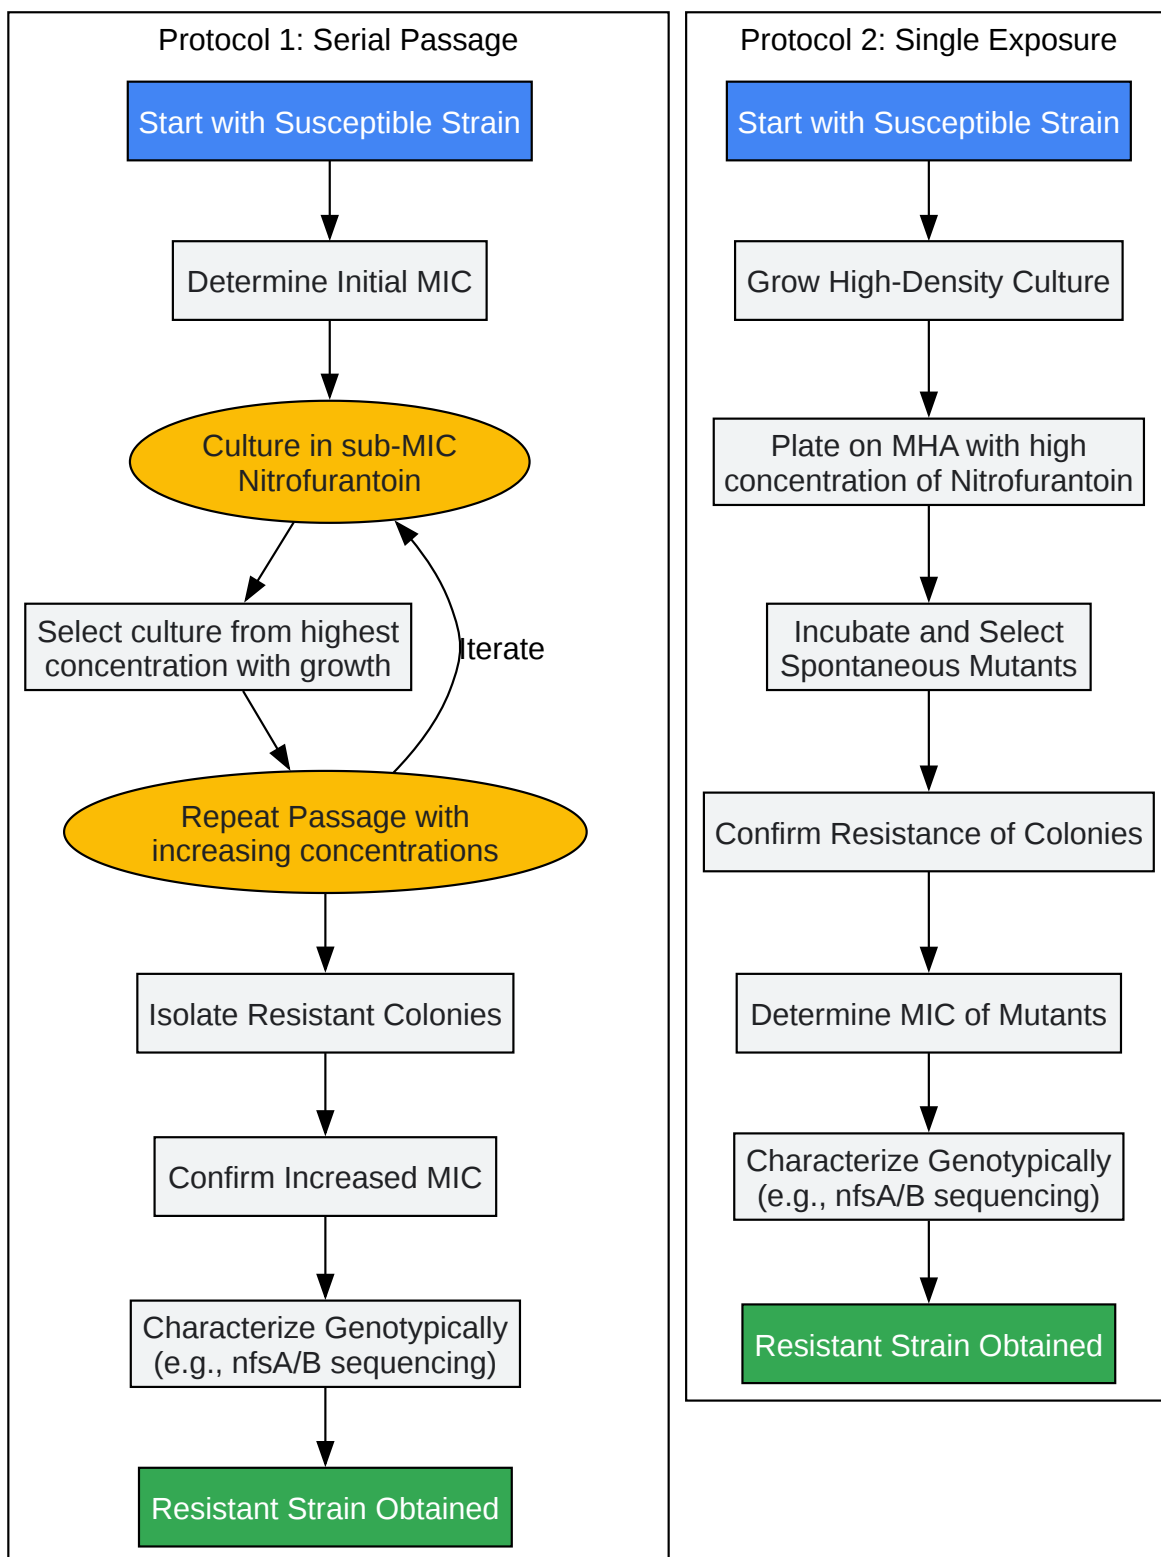 Protocol 1: Serial Passage
Start with Susceptible Strain
Determine Initial MIC
Culture in sub-MIC
Nitrofurantoin
Select culture from highest
concentration with growth
Iterate
Repeat Passage with
increasing concentrations
Isolate Resistant Colonies
Confirm Increased MIC
Characterize Genotypically
(e.g., nfsA/B sequencing)
Resistant Strain Obtained
Protocol 2: Single Exposure
Start with Susceptible Strain
Grow High-Density Culture
Plate on MHA with high
concentration of Nitrofurantoin
Incubate and Select
Spontaneous Mutants
Confirm Resistance of Colonies
Determine MIC of Mutants
Characterize Genotypically
(e.g., nfsA/B sequencing)
Resistant Strain Obtained